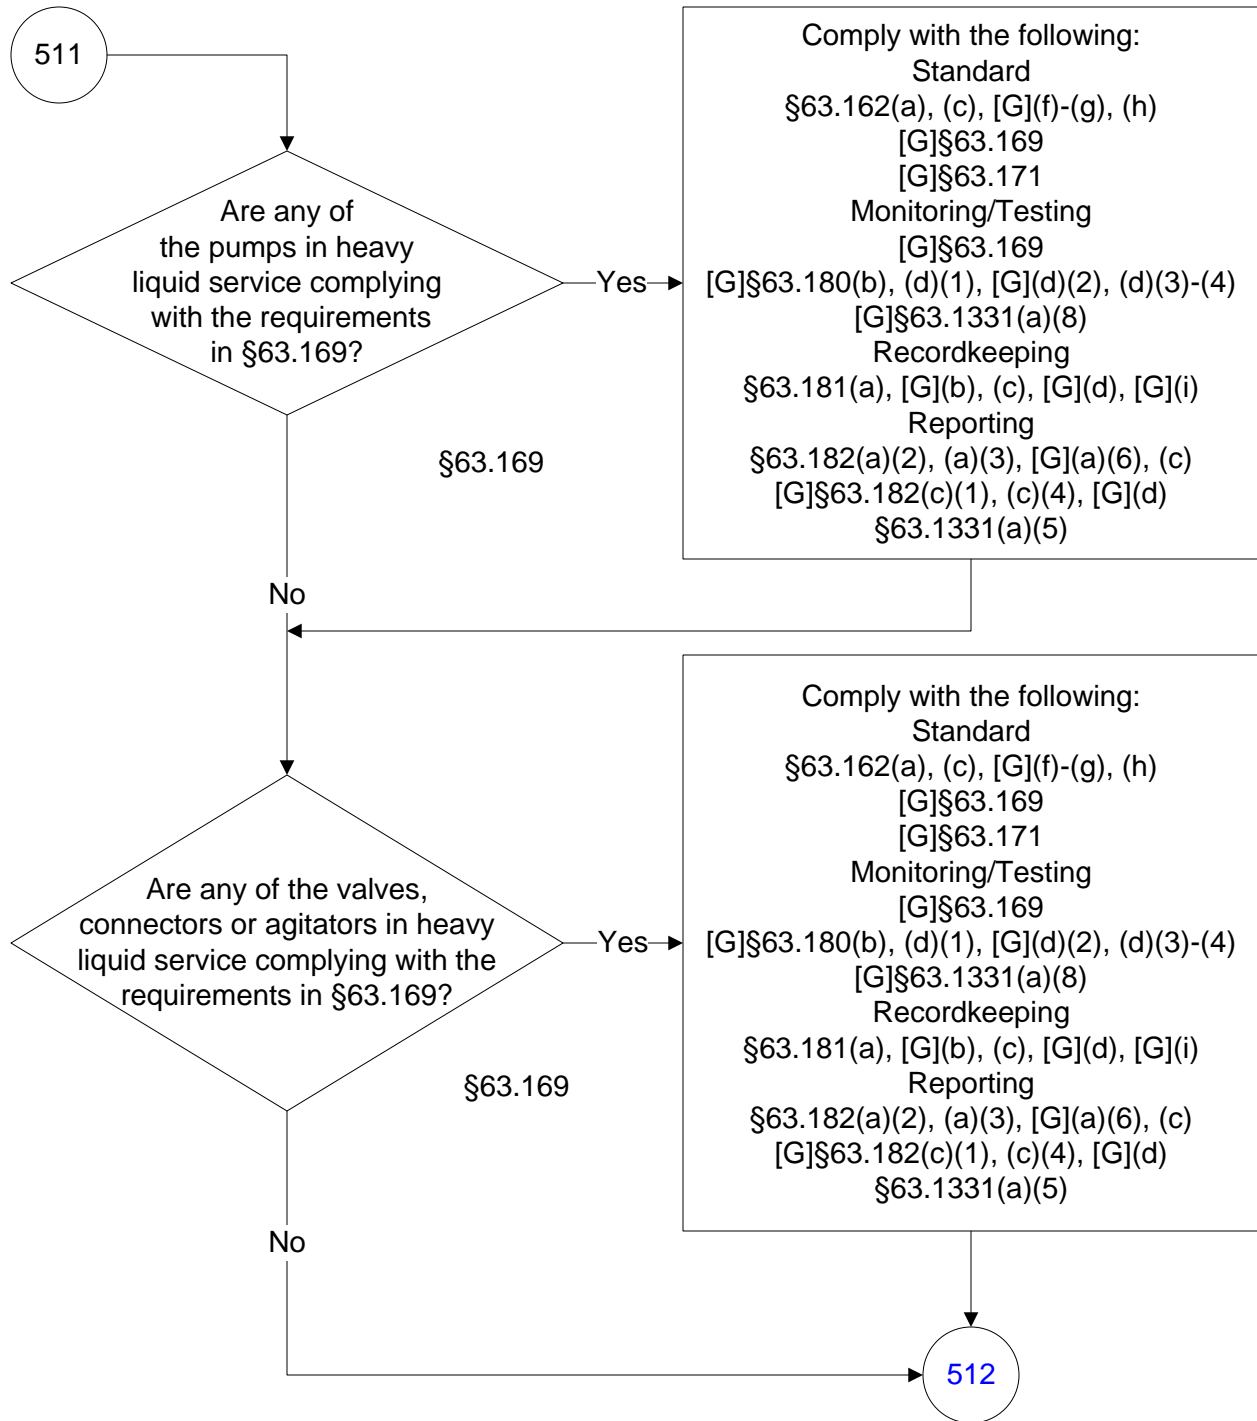 511
Are any of
the pumps in heavy
liquid service complying
with the requirements
in §63.169?
Yes
Comply with the following:
Standard
§63.162(a), (c), [G](f)-(g), (h)
[G]§63.169
[G]§63.171
Monitoring/Testing
[G]§63.169
[G]§63.180(b), (d)(1), [G](d)(2), (d)(3)-(4)
[G]§63.1331(a)(8)
Recordkeeping
§63.181(a), [G](b), (c), [G](d), [G](i)
Reporting
§63.182(a)(2), (a)(3), [G](a)(6), (c)
[G]§63.182(c)(1), (c)(4), [G](d)
§63.1331(a)(5)
§63.169
No
Are any of the valves,
connectors or agitators in heavy
liquid service complying with the
requirements in §63.169?
Yes
Comply with the following:
Standard
§63.162(a), (c), [G](f)-(g), (h)
[G]§63.169
[G]§63.171
Monitoring/Testing
[G]§63.169
[G]§63.180(b), (d)(1), [G](d)(2), (d)(3)-(4)
[G]§63.1331(a)(8)
Recordkeeping
§63.181(a), [G](b), (c), [G](d), [G](i)
Reporting
§63.182(a)(2), (a)(3), [G](a)(6), (c)
[G]§63.182(c)(1), (c)(4), [G](d)
§63.1331(a)(5)
§63.169
No
512